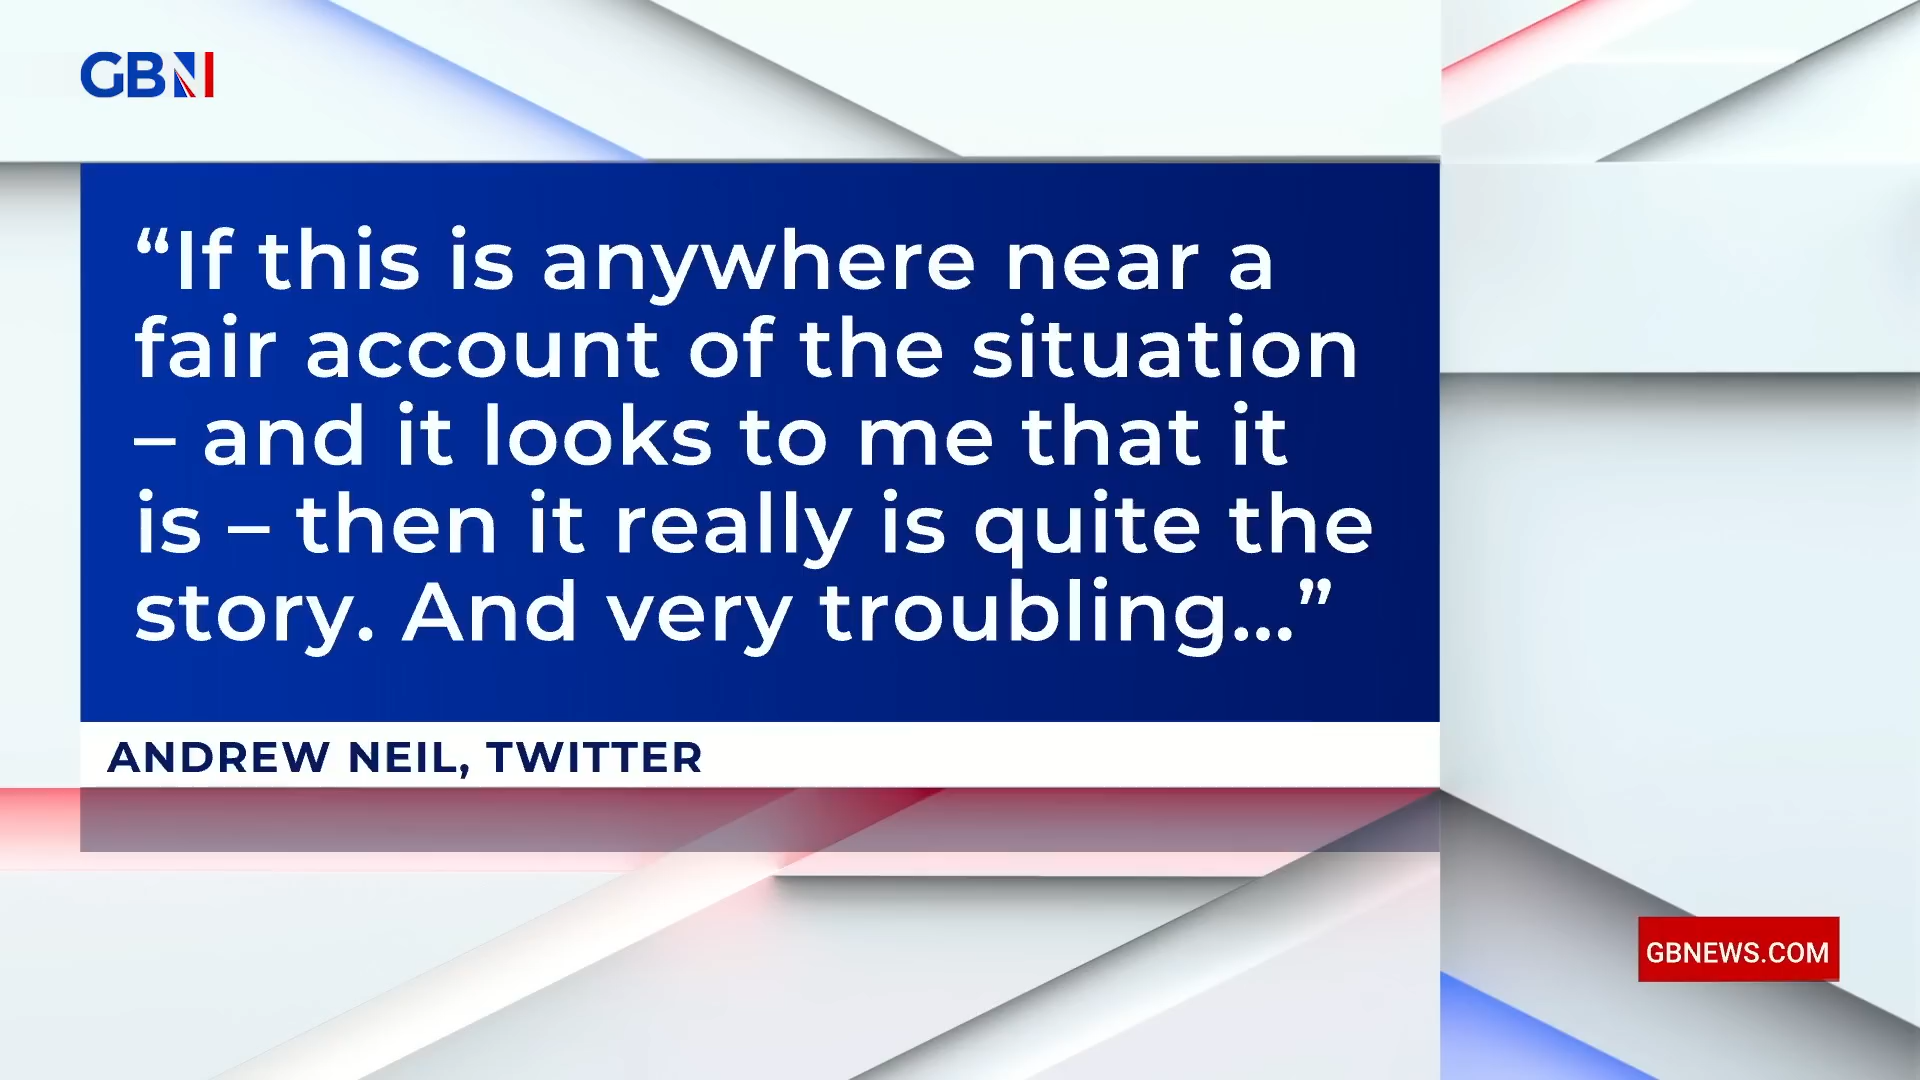 GBN
“If this is anywhere near a
fair account of the situation
– and it looks to me that it
is – then it really is quite the
story. And very troubling...”
ANDREW NEIL, TWITTER
GBNEWS.COM